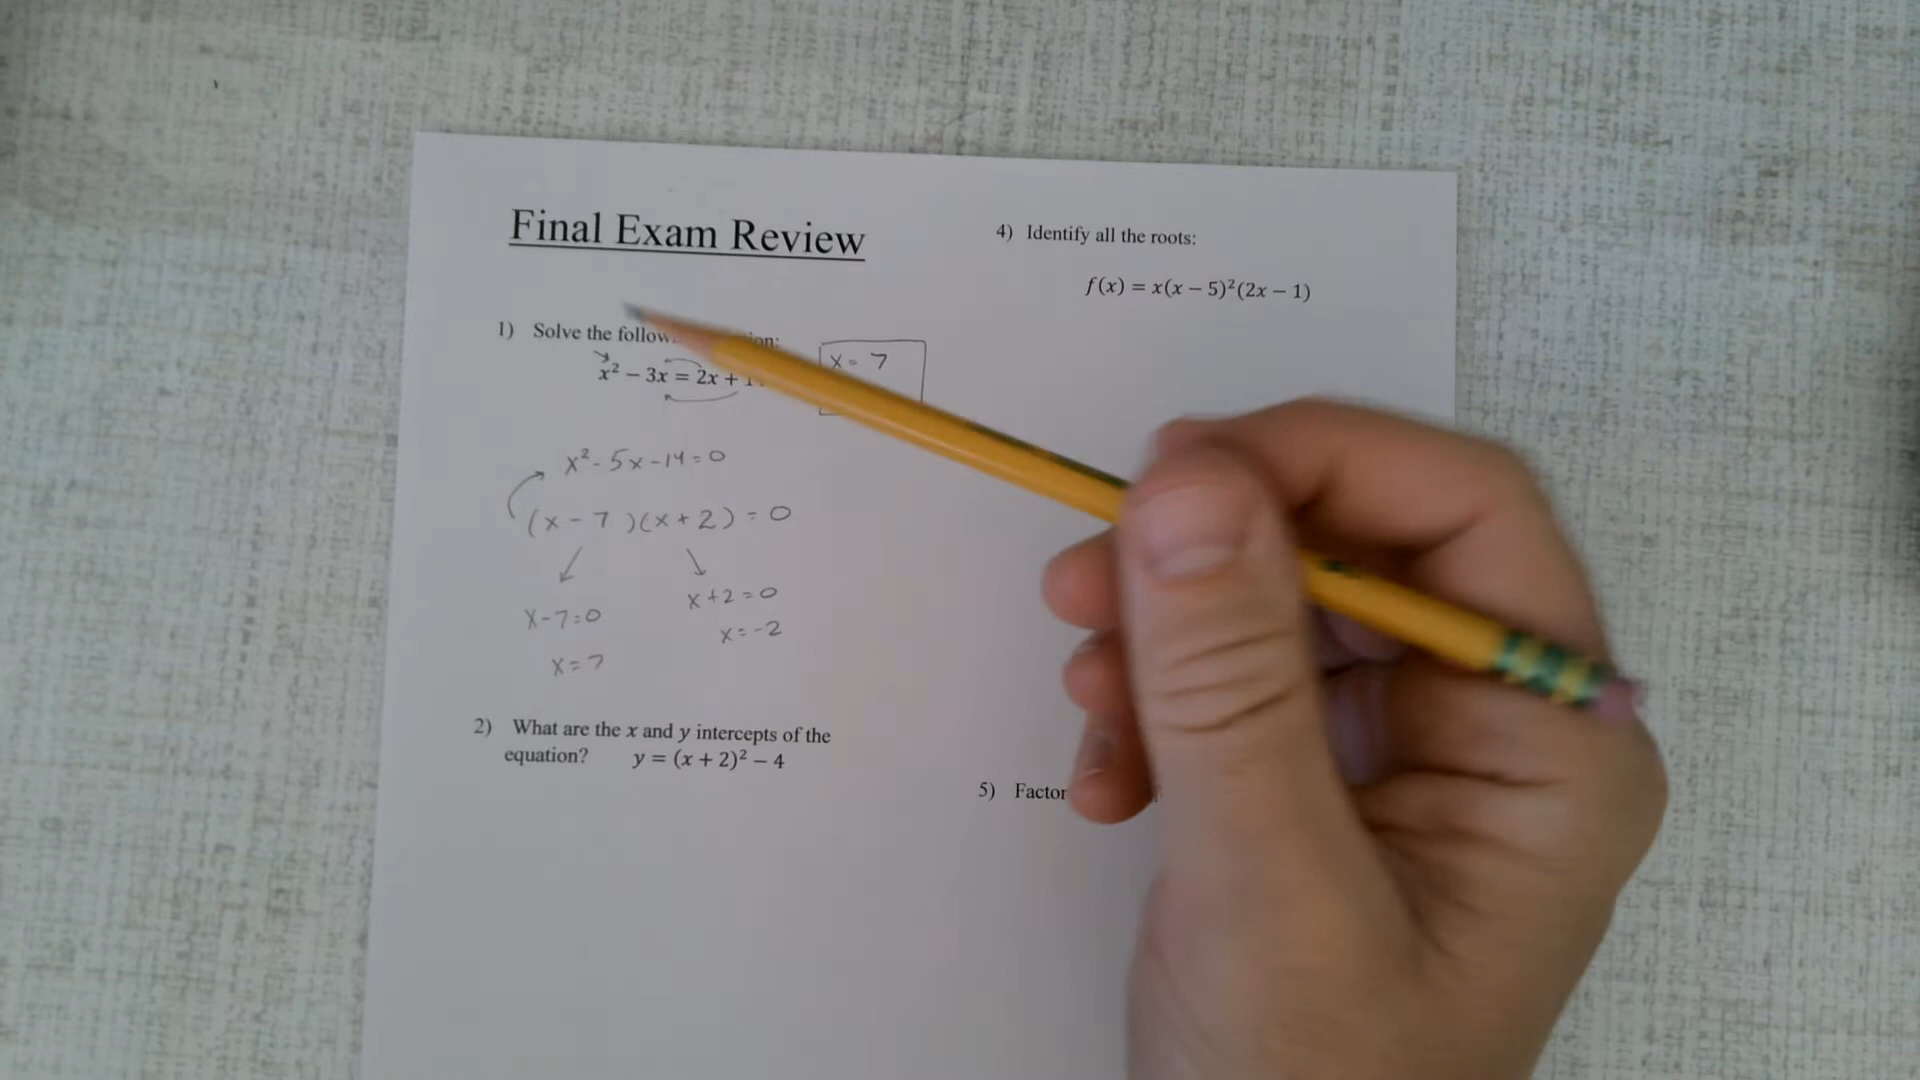 Final Exam Review
1) Solve the
x² − 3x = 2x +
x = 7
x² - 5x - 14 = 0
(x - 7)(x + 2) = 0
x - 7 = 0
x + 2 = 0
x = 7
x = -2
2) What are the x and y intercepts of the
equation? y = (x + 2)² − 4
4) Identify all the roots:
f(x) = x(x − 5)²(2x − 1)
5) Factor